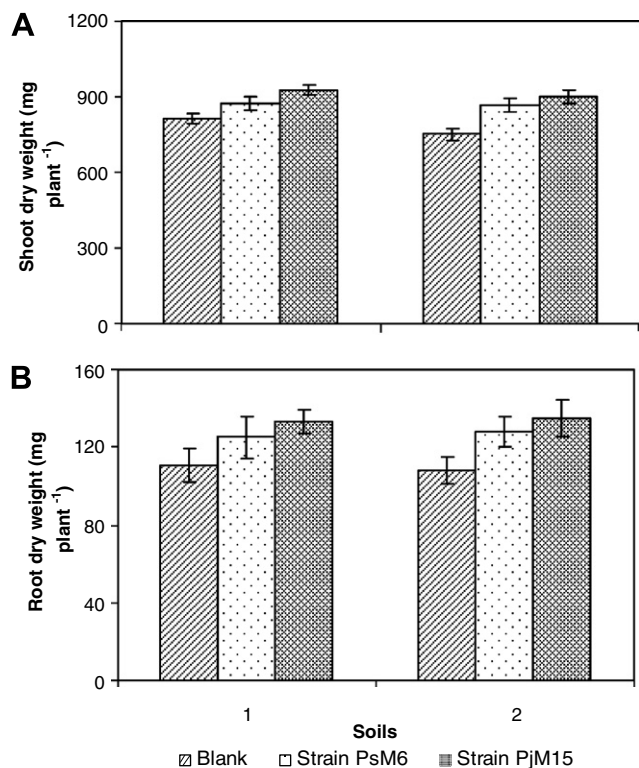 A
Shoot dry weight (mg
plant -1)
1200
900
600
300
0
B
Root dry weight (mg
plant -1)
160
120
80
40
0
1 2
Soils
Blank Strain PsM6 Strain PjM15